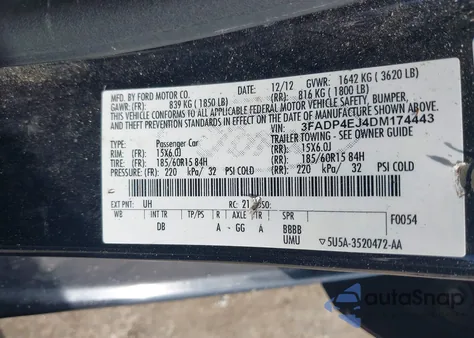 MFD. BY FORD MOTOR CO.
DATE: 12/12 GVWR: 1642 KG (3620 LB)
GAWR: (FR): 839 KG (1850 LB) (RR): 816 KG (1800 LB)
THIS VEHICLE CONFORMS TO ALL APPLICABLE FEDERAL MOTOR VEHICLE SAFETY, BUMPER,
AND THEFT PREVENTION STANDARDS IN EFFECT ON THE DATE OF MANUFACTURE SHOWN ABOVE.
VIN: 3FADP4EJ4DM174443
TYPE: Passenger Car TRAILER TOWING - SEE OWNER GUIDE
RIM: (FR): 15X6.0J (RR): 15X6.0J
TIRE: (FR): 185/60R15 84H (RR): 185/60R15 84H
PRESSURE: (FR): 220 kPa/ 32 PSI COLD (RR): 220 kPa/ 32 PSI COLD
EXT PNT: UH RC: 21 DSO:
WB INT TR TP/PS R AXLE TR SPR F0054
DB A - GG A BBBB
UMU 5U5A-3520472-AA
autoSnap